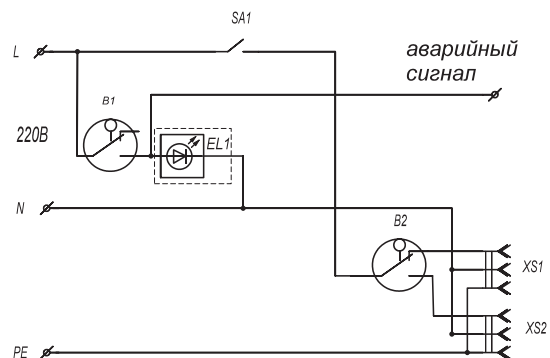 SA1
L
аварийный
сигнал
B1
220В
EL1
N
B2
XS1
XS2
PE